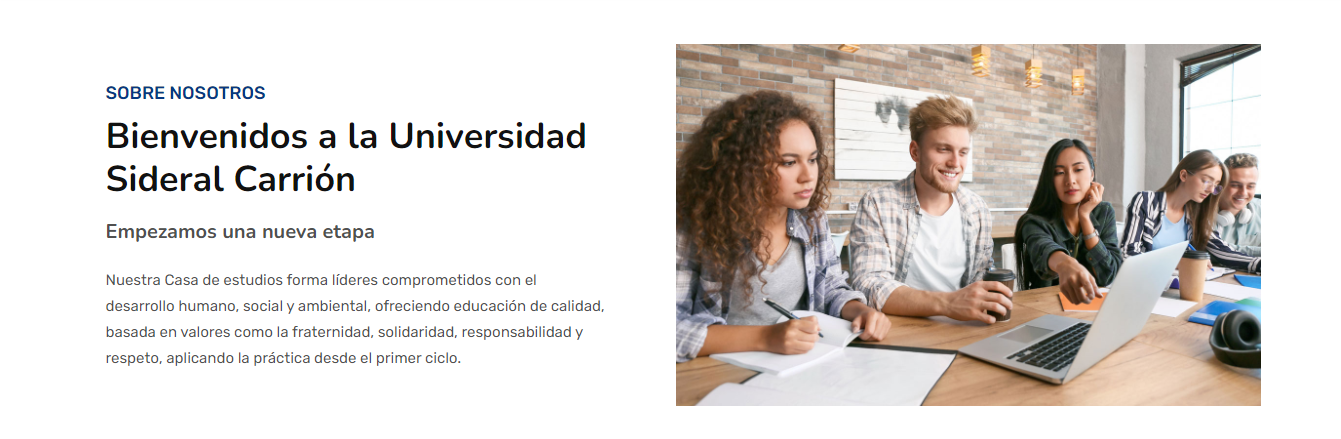 SOBRE NOSOTROS
Bienvenidos a la Universidad
Sideral Carrión
Empezamos una nueva etapa
Nuestra Casa de estudios forma líderes comprometidos con el
desarrollo humano, social y ambiental, ofreciendo educación de calidad,
basada en valores como la fraternidad, solidaridad, responsabilidad y
respeto, aplicando la práctica desde el primer ciclo.